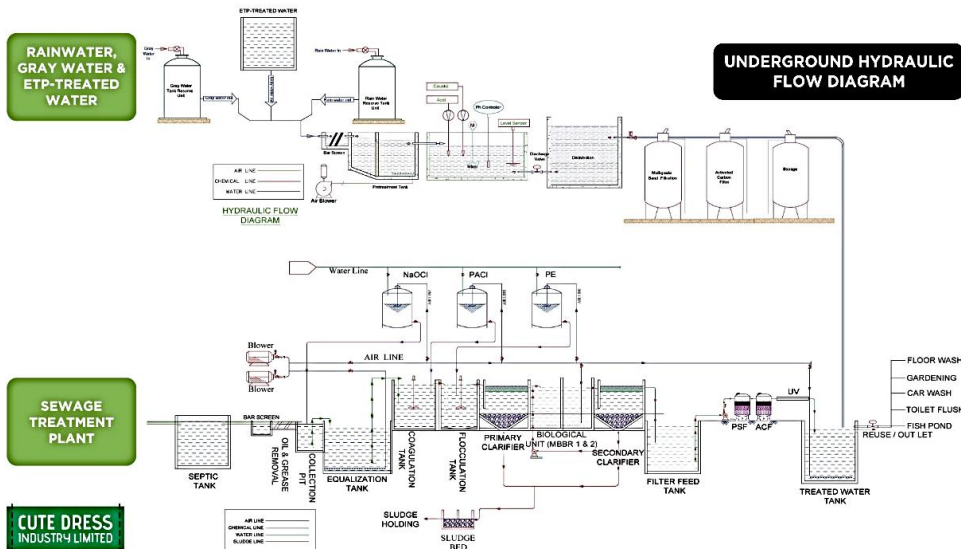 RAINWATER,
GRAY WATER &
ETP-TREATED
WATER
ETP-TREATED WATER
UNDERGROUND HYDRAULIC
FLOW DIAGRAM
Gray
Water
In
Rain Water In
Gray Water
Tank Reserve
Unit
Rain Water
Reserve Tank
Unit
Caustic
Acid
Ph Controller
Level Sensor
Bar Screen
Discharge
Valve
Pretreatment Tank
Air Blower
AIR LINE
CHEMICAL LINE
WATER LINE
HYDRAULIC FLOW
DIAGRAM
Multigrade
Sand Filtration
Activated
Carbon
Filter
Storage
Water Line
NaOCl
PACl
PE
Blower
AIR LINE
Blower
SEWAGE
TREATMENT
PLANT
BAR SCREEN
SEPTIC
TANK
OIL & GREASE
REMOVAL
COLLECTION
PIT
EQUALIZATION
TANK
COAGULATION
TANK
FLOCCULATION
TANK
PRIMARY
CLARIFIER
BIOLOGICAL
UNIT (MBBR 1 & 2)
SECONDARY
CLARIFIER
FILTER FEED
TANK
PSF
ACF
UV
TREATED WATER
TANK
FLOOR WASH
GARDENING
CAR WASH
TOILET FLUSH
FISH POND
REUSE / OUT LET
SLUDGE
HOLDING
SLUDGE
BED
AIR LINE
CHEMICAL LINE
WATER LINE
SLUDGE LINE
CUTE DRESS
INDUSTRY LIMITED